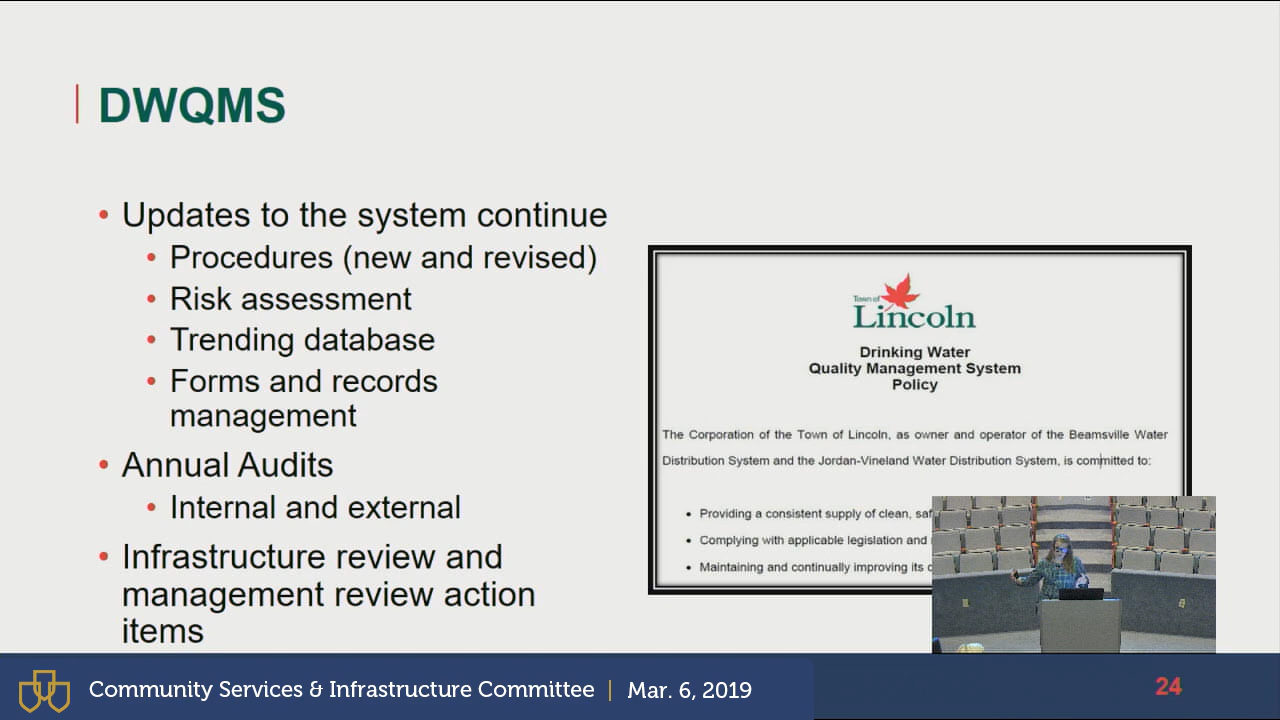 DWQMS
Updates to the system continue
Procedures (new and revised)
Risk assessment
Trending database
Forms and records
management
Annual Audits
Internal and external
Infrastructure review and
management review action
items
Town of
Lincoln
Drinking Water
Quality Management System
Policy
The Corporation of the Town of Lincoln, as owner and operator of the Beamsville Water
Distribution System and the Jordan-Vineland Water Distribution System, is committed to:
Providing a consistent supply of clean,
Complying with applicable legislation and
Maintaining and continually improving its
Community Services & Infrastructure Committee | Mar. 6, 2019
24